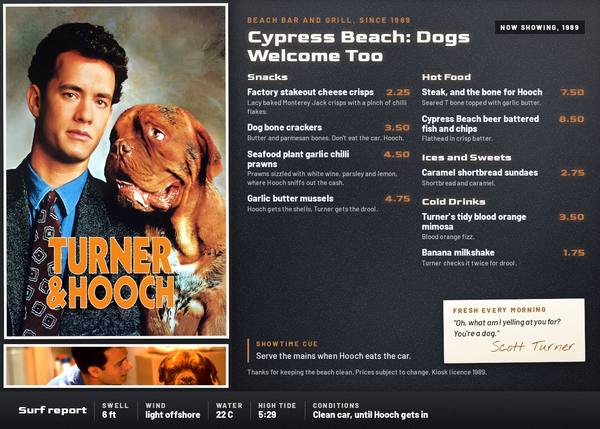 TURNER
&HOOCH
BEACH BAR AND GRILL, SINCE 1989
NOW SHOWING, 1989
Cypress Beach: Dogs
Welcome Too
Snacks
Factory stakeout cheese crisps 2.25
Lacy baked Monterey Jack crisps with a pinch of chilli
flakes.
Dog bone crackers 3.50
Butter and parmesan bones. Don't eat the car, Hooch.
Seafood plant garlic chilli 4.50
prawns
Prawns sizzled with white wine, parsley and lemon,
where Hooch sniffs out the cash.
Garlic butter mussels 4.75
Hooch gets the shells, Turner gets the drool.
Hot Food
Steak, and the bone for Hooch 7.50
Seared T bone topped with garlic butter.
Cypress Beach beer battered 8.50
fish and chips
Flathead in crisp batter.
Ices and Sweets
Caramel shortbread sundaes 2.75
Shortbread and caramel.
Cold Drinks
Turner's tidy blood orange 3.50
mimosa
Blood orange fizz.
Banana milkshake 1.75
Turner checks it twice for drool.
FRESH EVERY MORNING
"Oh, what am I yelling at you for?
You're a dog."
Scott Turner
SHOWTIME CUE
Serve the mains when Hooch eats the car.
Thanks for keeping the beach clean. Prices subject to change. Kiosk licence 1989.
Surf report
SWELL
6 ft
WIND
light offshore
WATER
22 C
HIGH TIDE
5:29
CONDITIONS
Clean car, until Hooch gets in